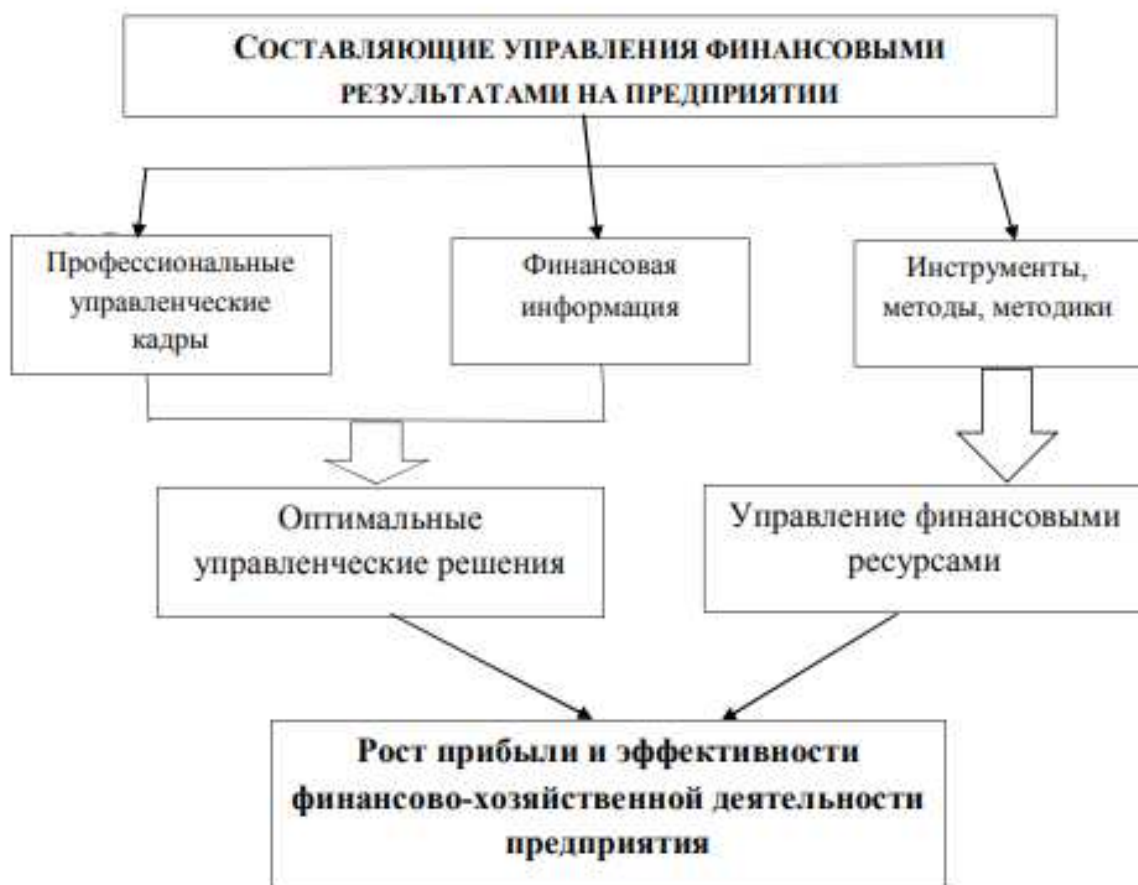 СОСТАВЛЯЮЩИЕ УПРАВЛЕНИЯ ФИНАНСОВЫМИ
РЕЗУЛЬТАТАМИ НА ПРЕДПРИЯТИИ
Профессиональные
управленческие
кадры
Финансовая
информация
Инструменты,
методы, методики
Оптимальные
управленческие решения
Управление финансовыми
ресурсами
Рост прибыли и эффективности
финансово-хозяйственной деятельности
предприятия